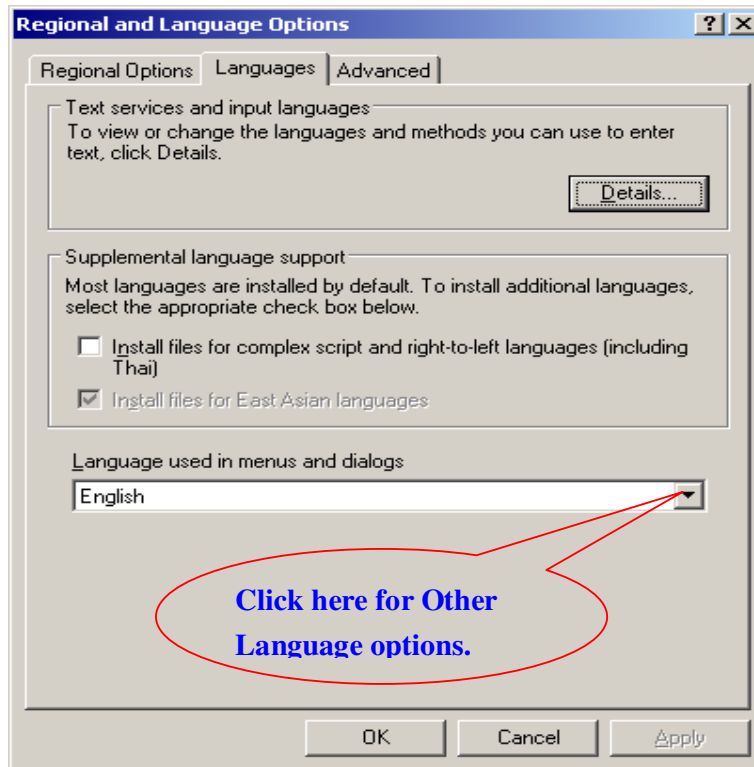 Regional and Language Options
Regional Options Languages Advanced
Text services and input languages
To view or change the languages and methods you can use to enter
text, click Details.
Details...
Supplemental language support
Most languages are installed by default. To install additional languages,
select the appropriate check box below.
Install files for complex script and right-to-left languages (including
Thai)
Install files for East Asian languages
Language used in menus and dialogs
English
Click here for Other
Language options.
OK Cancel Apply